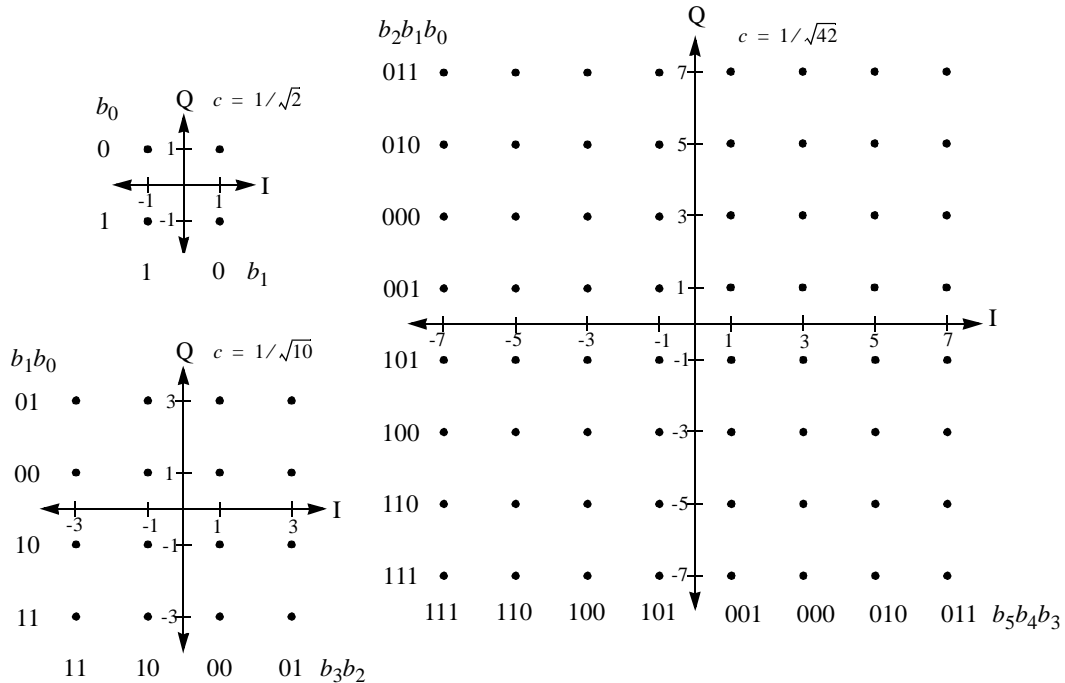 b₀
Q c = 1/√2
0
1
I
-1 1
1
-1
1 0 b₁
b₁b₀
Q c = 1/√10
01
3
00
1
I
-3 -1 1 3
10
-1
11
-3
11 10 00 01 b₃b₂
b₂b₁b₀
Q
c = 1/√42
011
7
010
5
000
3
001
1
I
-7 -5 -3 -1 1 3 5 7
101
-1
100
-3
110
-5
111
-7
111 110 100 101 001 000 010 011 b₅b₄b₃